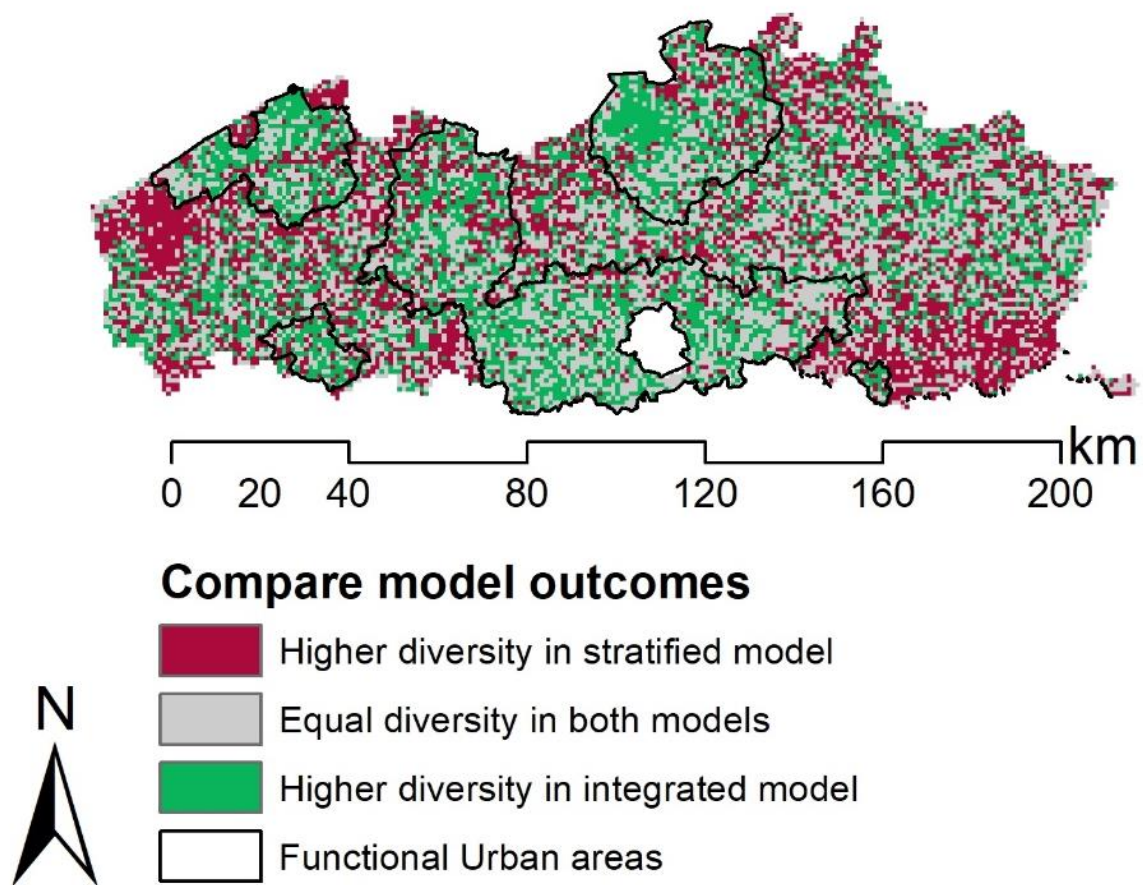 km
0 20 40 80 120 160 200
Compare model outcomes
Higher diversity in stratified model
Equal diversity in both models
Higher diversity in integrated model
Functional Urban areas
N